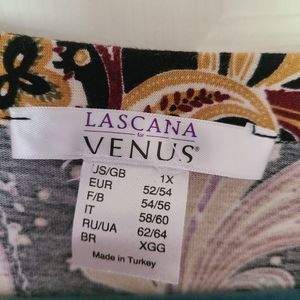 LASCANA
for
VENUS®
US/GB 1X
EUR 52/54
F/B 54/56
IT 58/60
RU/UA 62/64
BR XGG
Made in Turkey